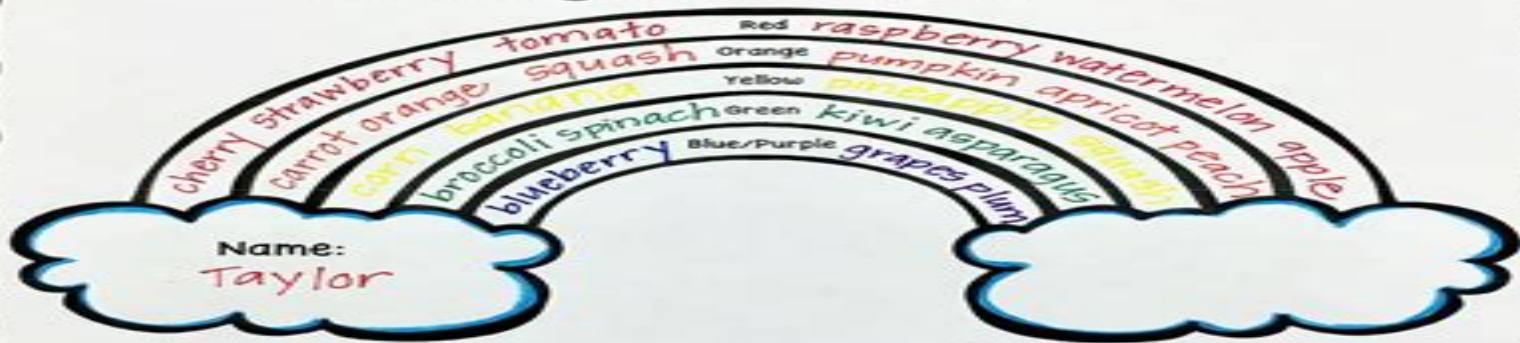 cherry strawberry tomato Red raspberry watermelon apple
carrot orange squash Orange pumpkin apricot peach
corn banana Yellow pineapple squash
broccoli spinach Green kiwi asparagus
blueberry Blue/Purple grapes plum
Name:
Taylor